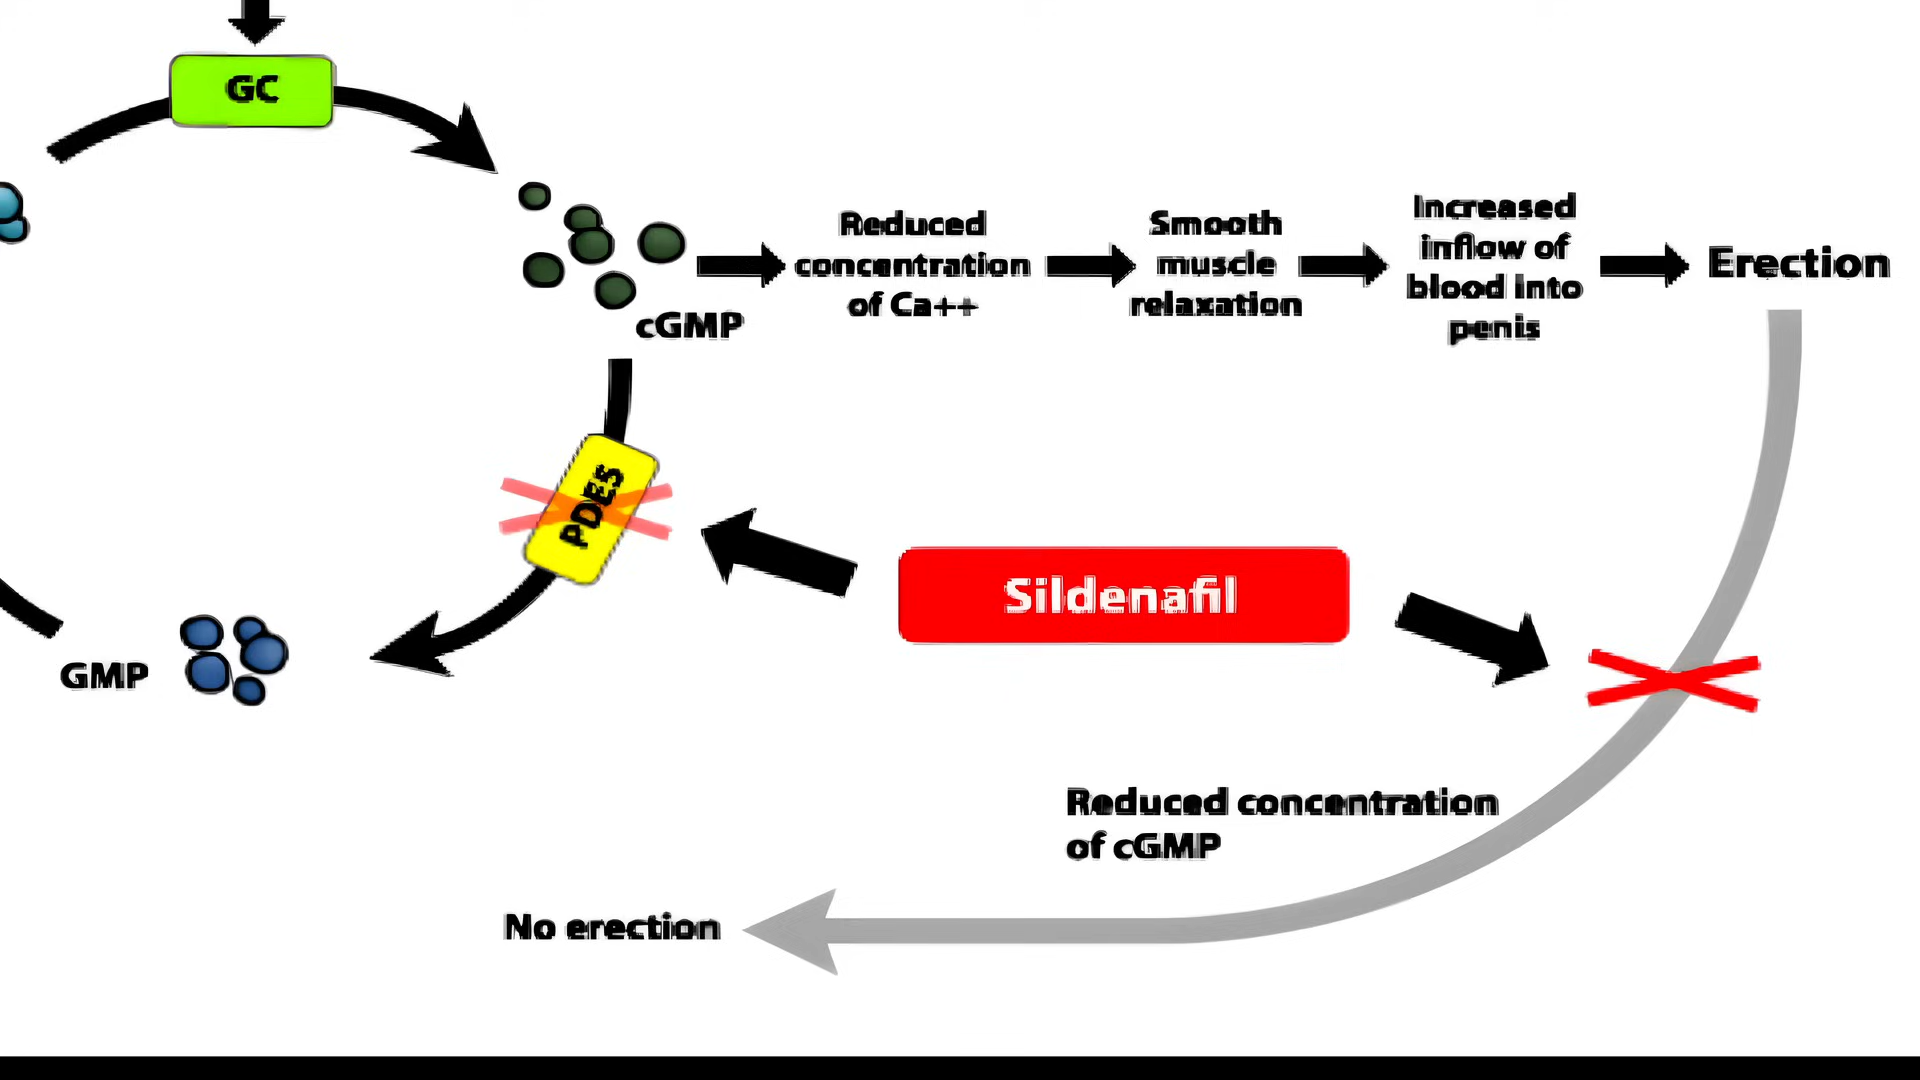 GC
Reduced
concentration
of Ca++
Smooth
muscle
relaxation
Increased
inflow of
blood into
penis
Erection
cGMP
PDE5
Sildenafil
GMP
Reduced concentration
of cGMP
No erection